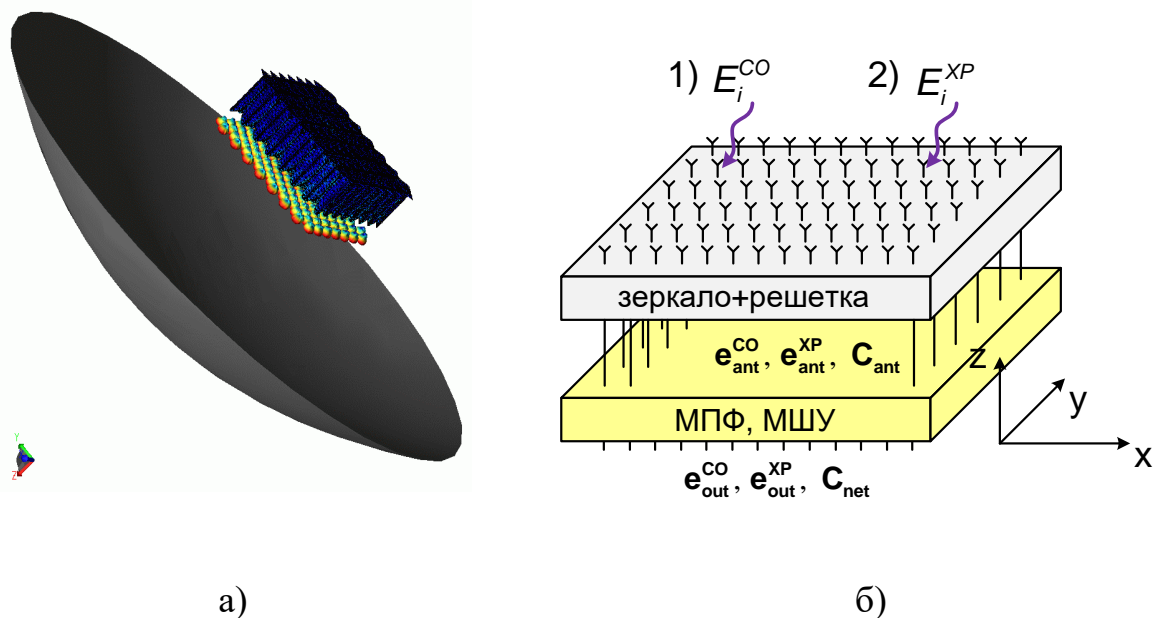 1) E_i^CO
2) E_i^XP
зеркало+решетка
e_ant^CO, e_ant^XP, C_ant
z
y
МПФ, МШУ
x
e_out^CO, e_out^XP, C_net
Y
Z
а)
б)